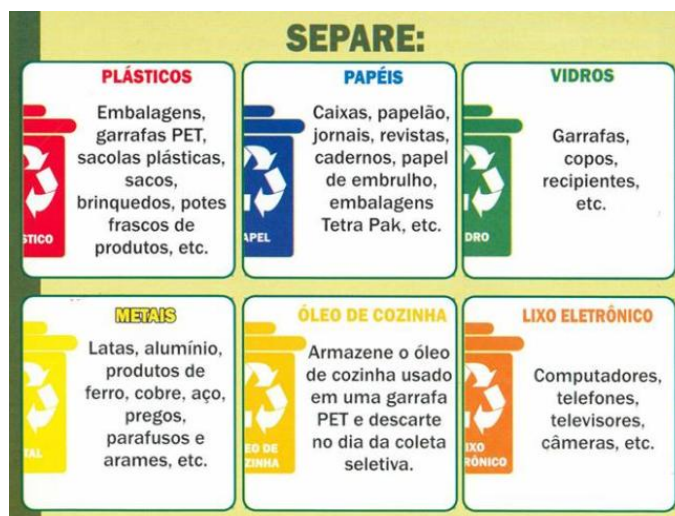 SEPARE:
PLÁSTICOS
Embalagens,
garrafas PET,
sacolas plásticas,
sacos,
brinquedos, potes
frascos de
produtos, etc.
STICO
PAPÉIS
Caixas, papelão,
jornais, revistas,
cadernos, papel
de embrulho,
embalagens
Tetra Pak, etc.
APEL
VIDROS
Garrafas,
copos,
recipientes,
etc.
DRO
METAIS
Latas, alumínio,
produtos de
ferro, cobre, aço,
pregos,
parafusos e
arames, etc.
TAL
ÓLEO DE COZINHA
Armazene o óleo
de cozinha usado
em uma garrafa
PET e descarte
no dia da coleta
seletiva.
EO DE
ZINHA
LIXO ELETRÔNICO
Computadores,
telefones,
televisores,
câmeras, etc.
IXO
RÔNICO